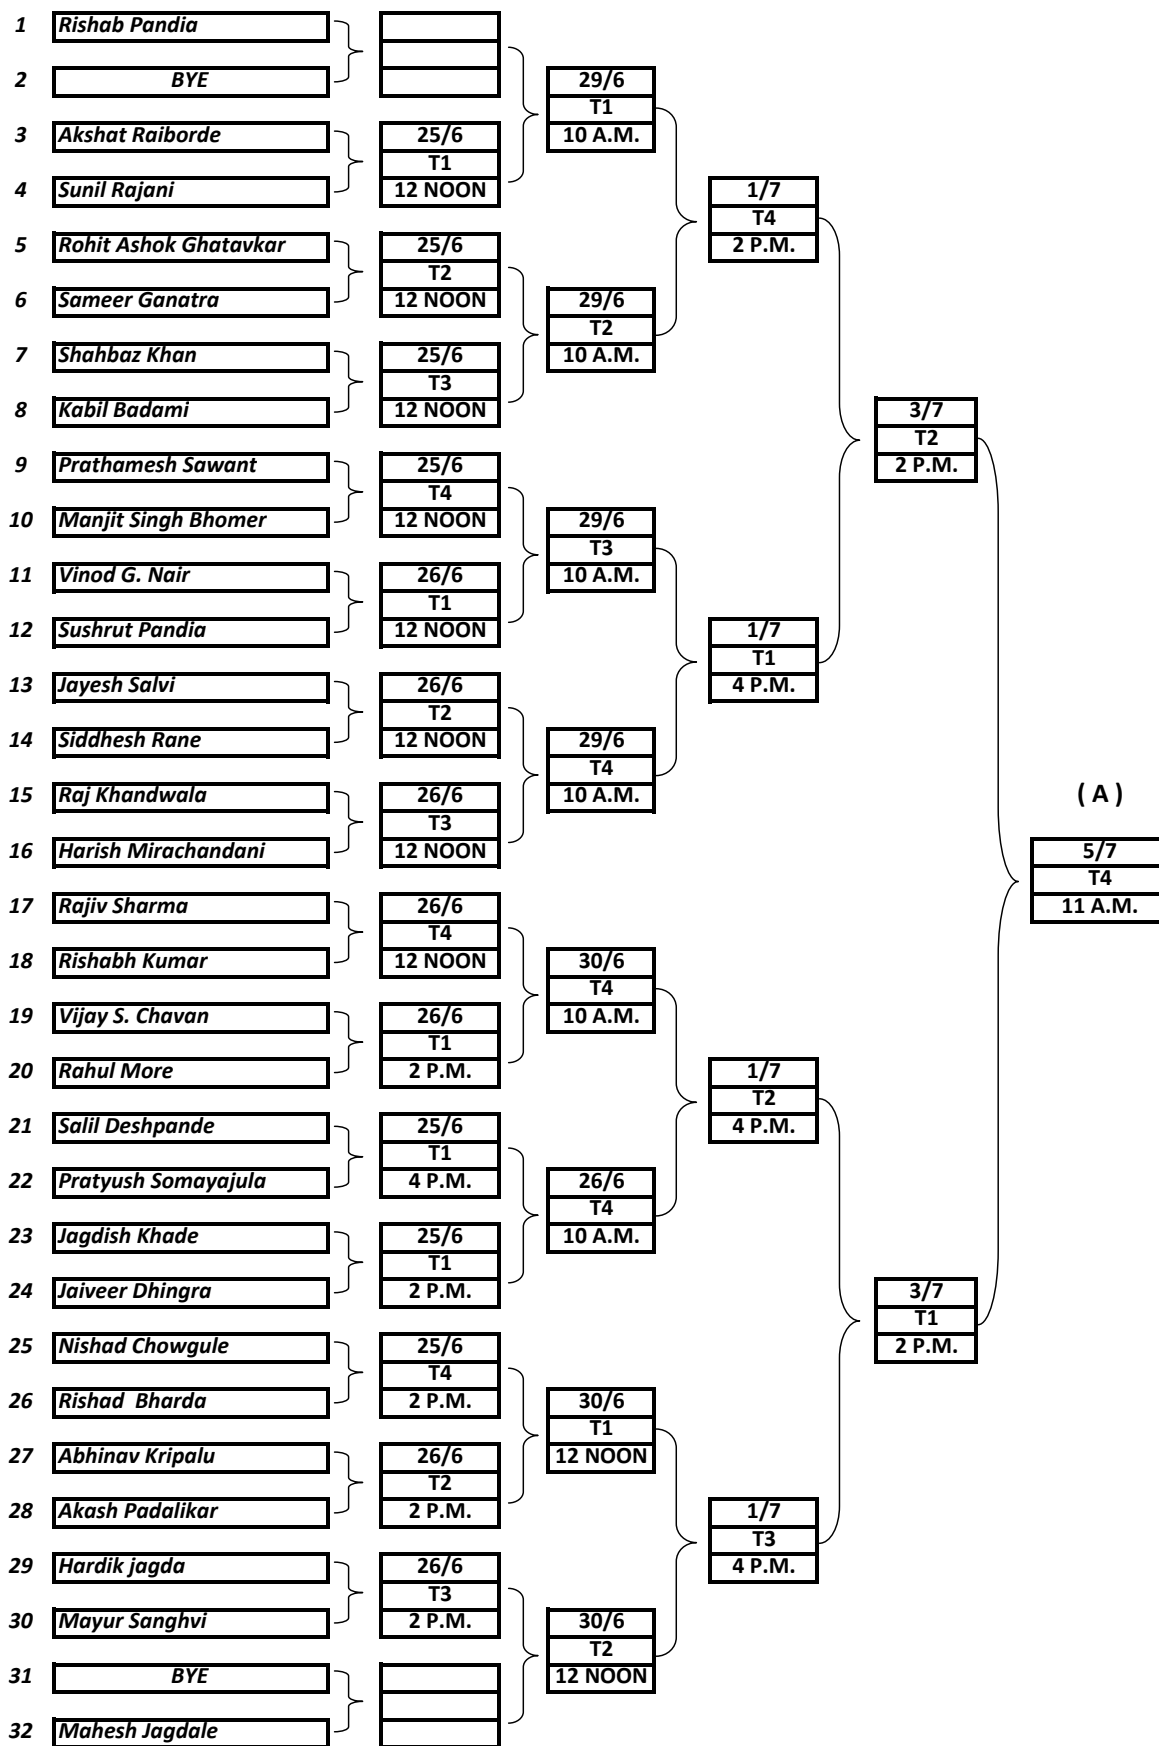 1 Rishab Pandia
2 BYE 29/6
T1
3 Akshat Raiborde 25/6 10 A.M.
T1
4 Sunil Rajani 12 NOON 1/7
T4
5 Rohit Ashok Ghatavkar 25/6 2 P.M.
T2
6 Sameer Ganatra 12 NOON 29/6
T2
7 Shahbaz Khan 25/6 10 A.M.
T3
8 Kabil Badami 12 NOON 3/7
T2
9 Prathamesh Sawant 25/6 2 P.M.
T4
10 Manjit Singh Bhomer 12 NOON 29/6
T3
11 Vinod G. Nair 26/6 10 A.M.
T1
12 Sushrut Pandia 12 NOON 1/7
T1
13 Jayesh Salvi 26/6 4 P.M.
T2
14 Siddhesh Rane 12 NOON 29/6
T4
15 Raj Khandwala 26/6 10 A.M. ( A )
T3
16 Harish Mirachandani 12 NOON 5/7
T4
17 Rajiv Sharma 26/6 11 A.M.
T4
18 Rishabh Kumar 12 NOON 30/6
T4
19 Vijay S. Chavan 26/6 10 A.M.
T1
20 Rahul More 2 P.M. 1/7
T2
21 Salil Deshpande 25/6 4 P.M.
T1
22 Pratyush Somayajula 4 P.M. 26/6
T4
23 Jagdish Khade 25/6 10 A.M.
T1
24 Jaiveer Dhingra 2 P.M. 3/7
T1
25 Nishad Chowgule 25/6 2 P.M.
T4
26 Rishad  Bharda 2 P.M. 30/6
T1
27 Abhinav Kripalu 26/6 12 NOON
T2
28 Akash Padalikar 2 P.M. 1/7
T3
29 Hardik jagda 26/6 4 P.M.
T3
30 Mayur Sanghvi 2 P.M. 30/6
T2
31 BYE 12 NOON
32 Mahesh Jagdale